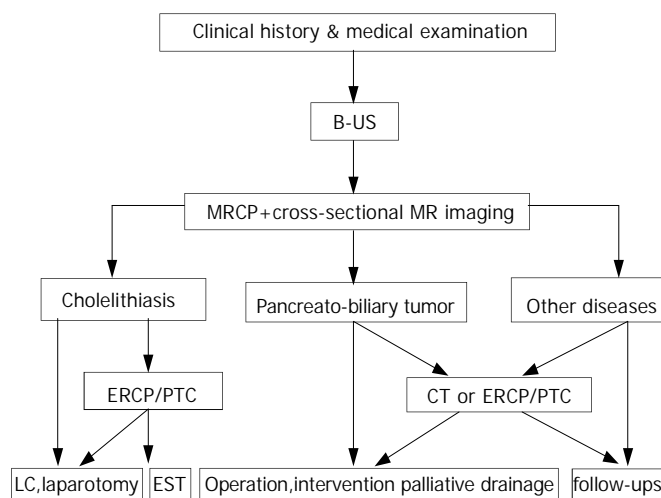 Clinical history & medical examination
B-US
MRCP+cross-sectional MR imaging
Cholelithiasis
Pancreato-biliary tumor
Other diseases
ERCP/PTC
CT or ERCP/PTC
LC,laparotomy
EST
Operation,intervention palliative drainage
follow-ups